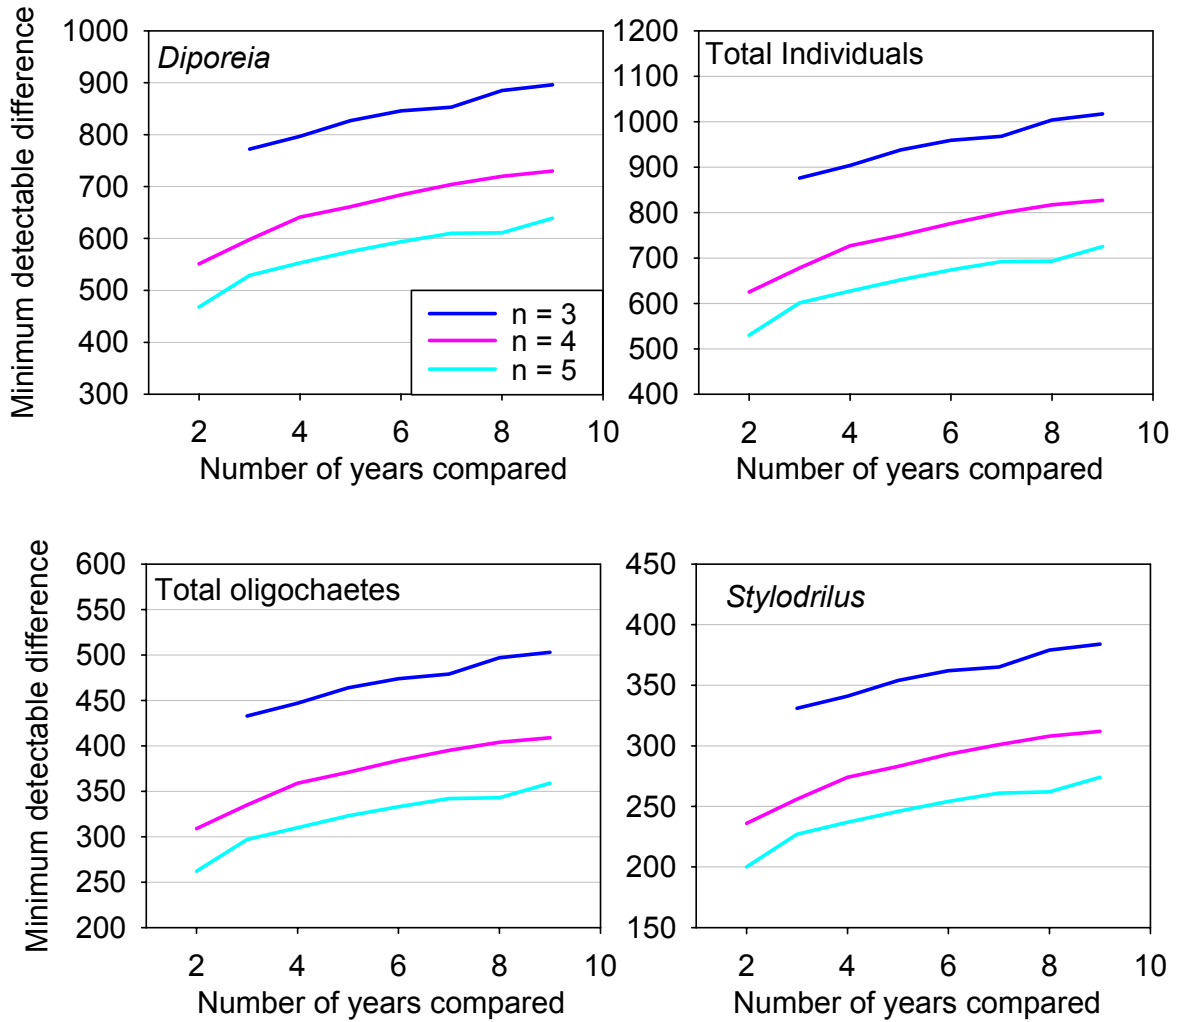 Minimum detectable difference
1000
900
800
700
600
500
400
300
Diporeia
n = 3
n = 4
n = 5
2 4 6 8 10
Number of years compared
1200
1100
1000
900
800
700
600
500
400
Total Individuals
2 4 6 8 10
Number of years compared
Minimum detectable difference
600
550
500
450
400
350
300
250
200
Total oligochaetes
2 4 6 8 10
Number of years compared
450
400
350
300
250
200
150
Stylodrilus
2 4 6 8 10
Number of years compared